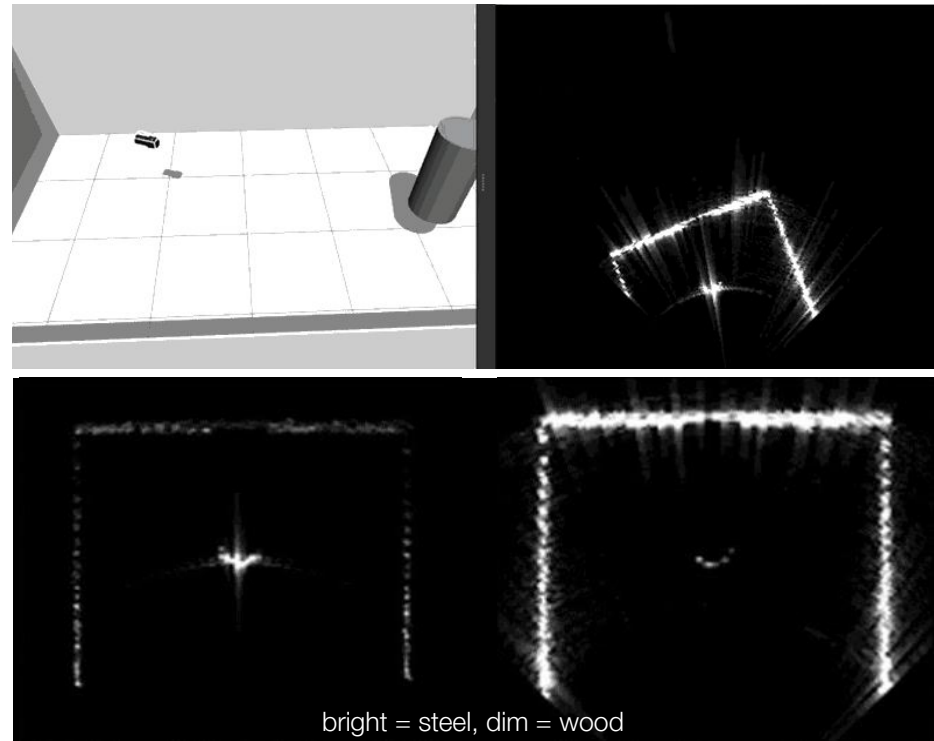 bright = steel, dim = wood